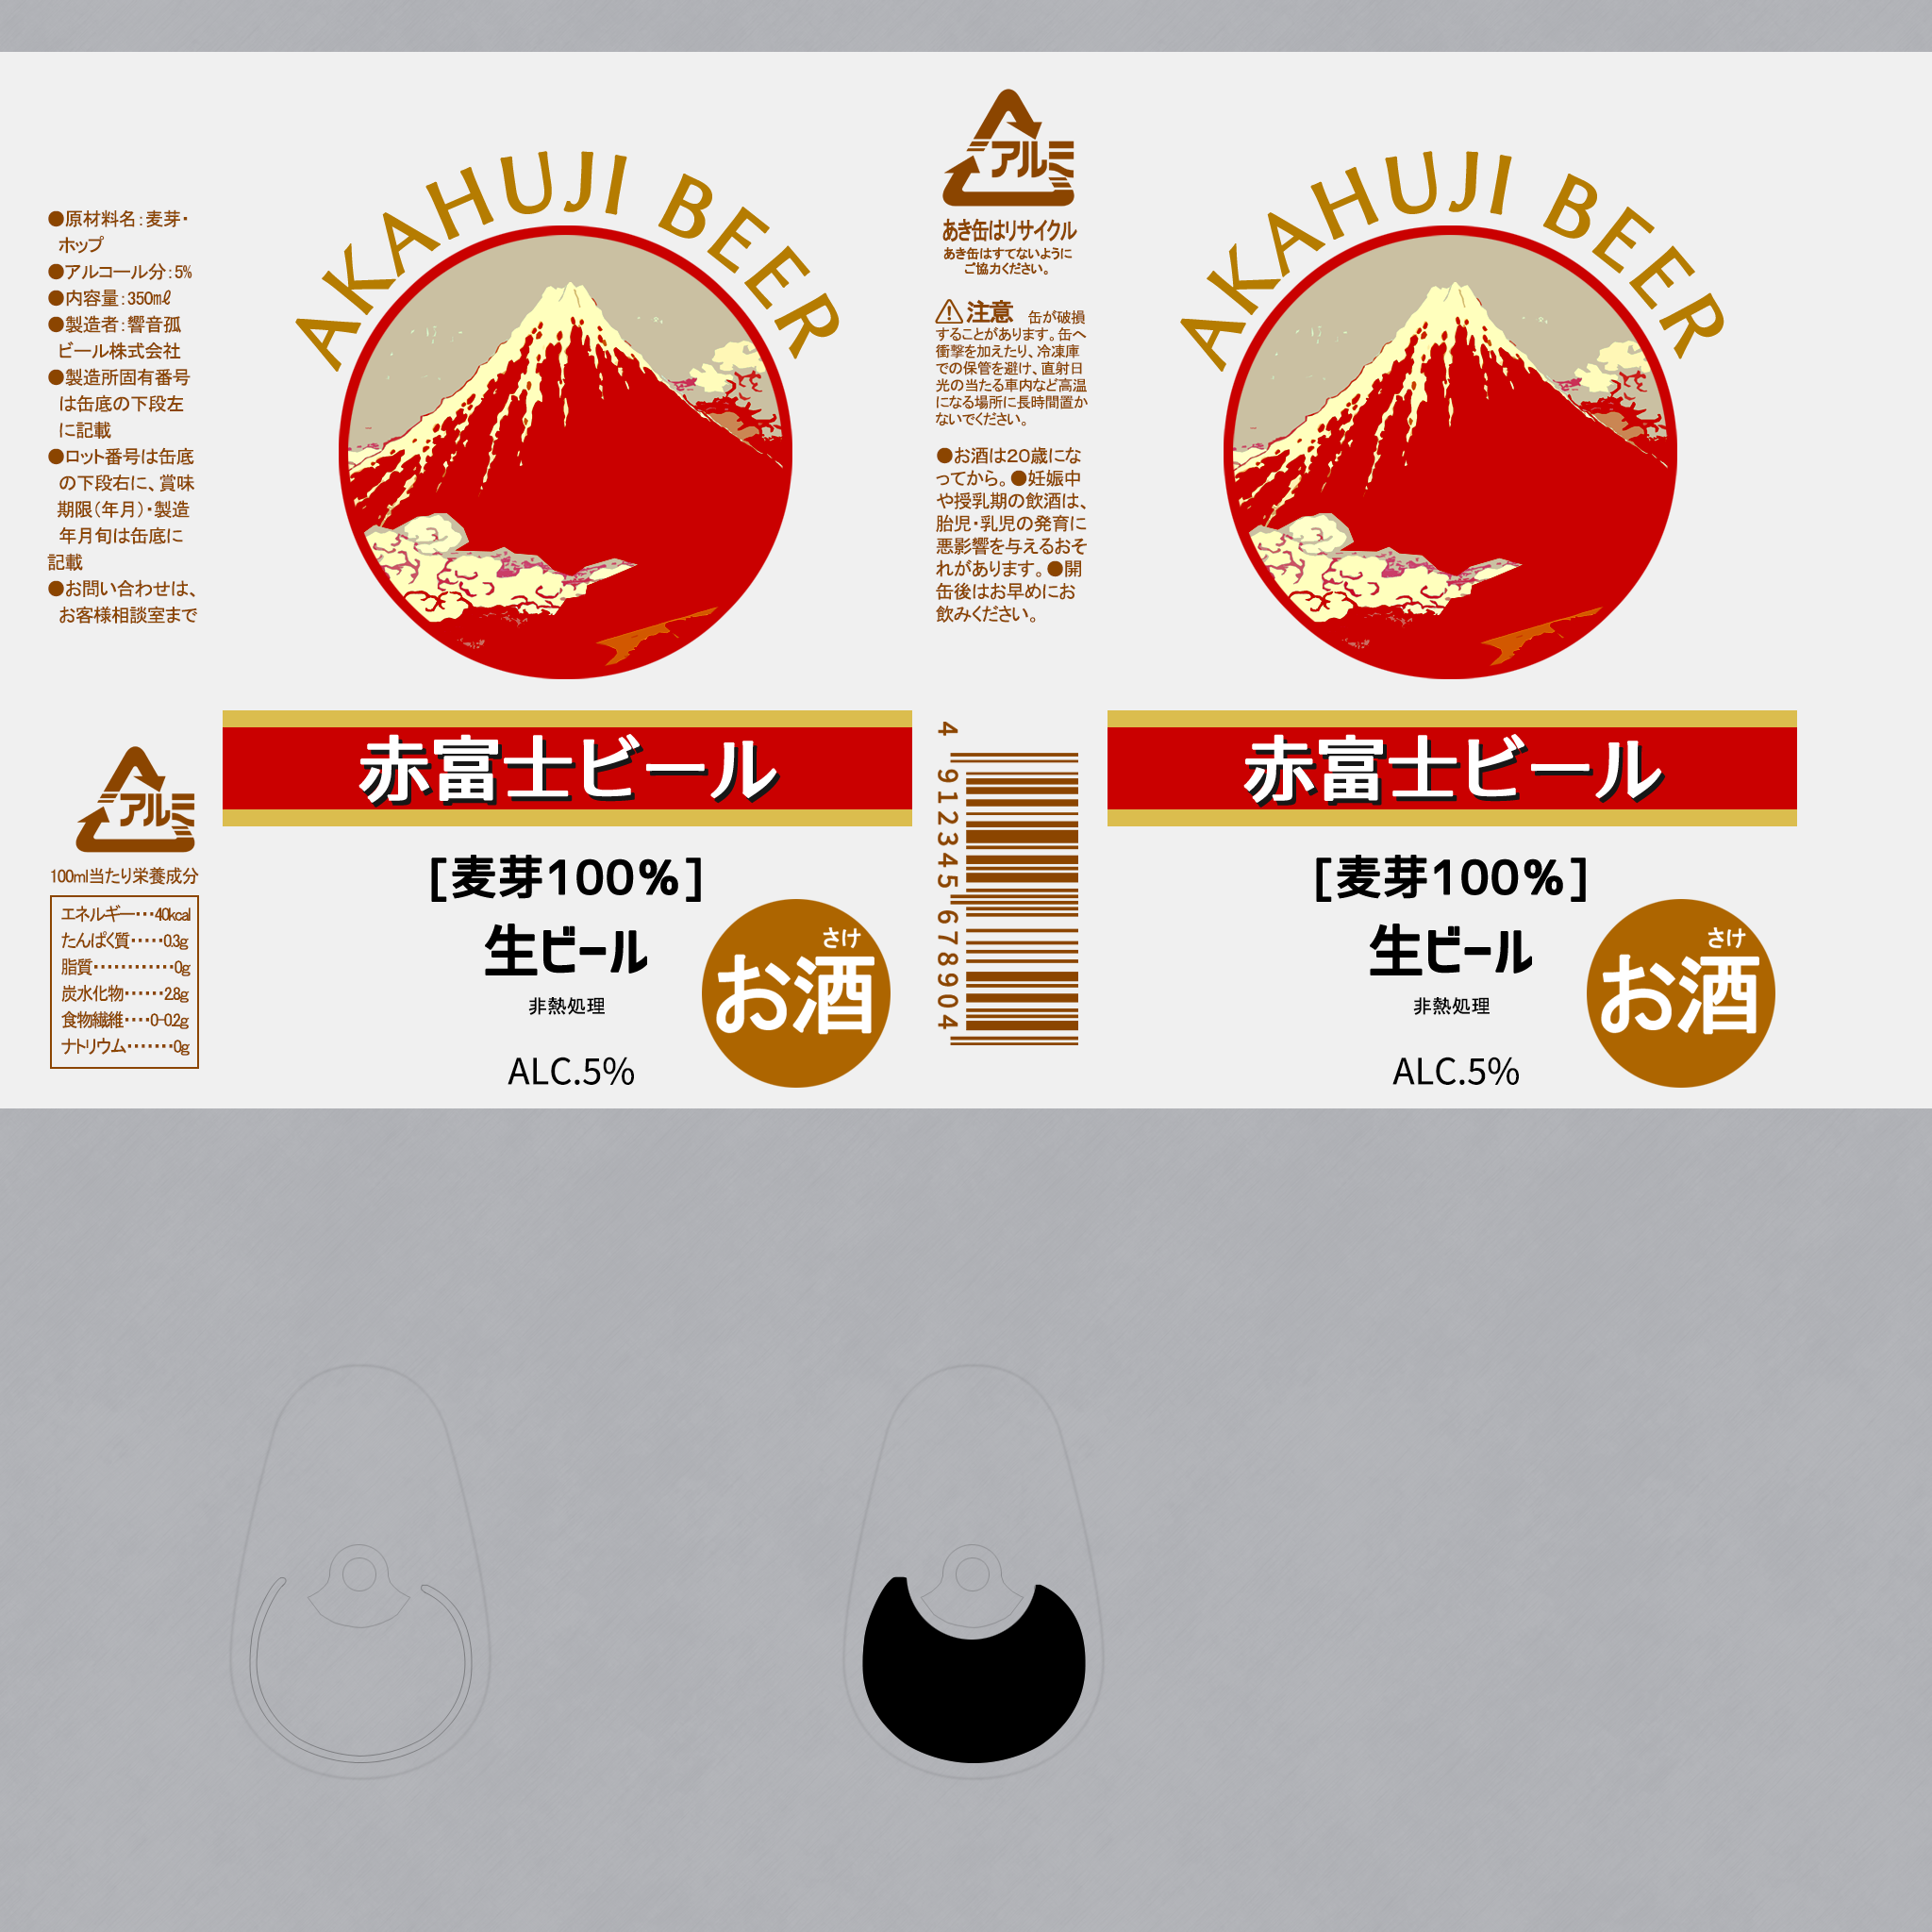 ●原材料名：麦芽・
ホップ
●アルコール分：5%
●内容量：350㎖
●製造者：響音孤
ビール株式会社
●製造所固有番号
は缶底の下段左
に記載
●ロット番号は缶底
の下段右に、賞味
期限（年月）・製造
年月旬は缶底に
記載
●お問い合わせは、
お客様相談室まで
アルミ
100ml当たり栄養成分
エネルギー･･･40kcal
たんぱく質･････0.3g
脂質････････････0g
炭水化物･･････2.8g
食物繊維････0-0.2g
ナトリウム･･･････0g
AKAHUJI BEER
赤富士ビール
[麦芽100%]
生ビール
非熱処理
ALC.5%
さけ
お酒
アルミ
あき缶はリサイクル
あき缶はすてないように
ご協力ください。
⚠注意 缶が破損
することがあります。缶へ
衝撃を加えたり、冷凍庫
での保管を避け、直射日
光の当たる車内など高温
になる場所に長時間置か
ないでください。
●お酒は20歳にな
ってから。●妊娠中
や授乳期の飲酒は、
胎児・乳児の発育に
悪影響を与えるおそ
れがあります。●開
缶後はお早めにお
飲みください。
4 912345 678904
AKAHUJI BEER
赤富士ビール
[麦芽100%]
生ビール
非熱処理
ALC.5%
さけ
お酒